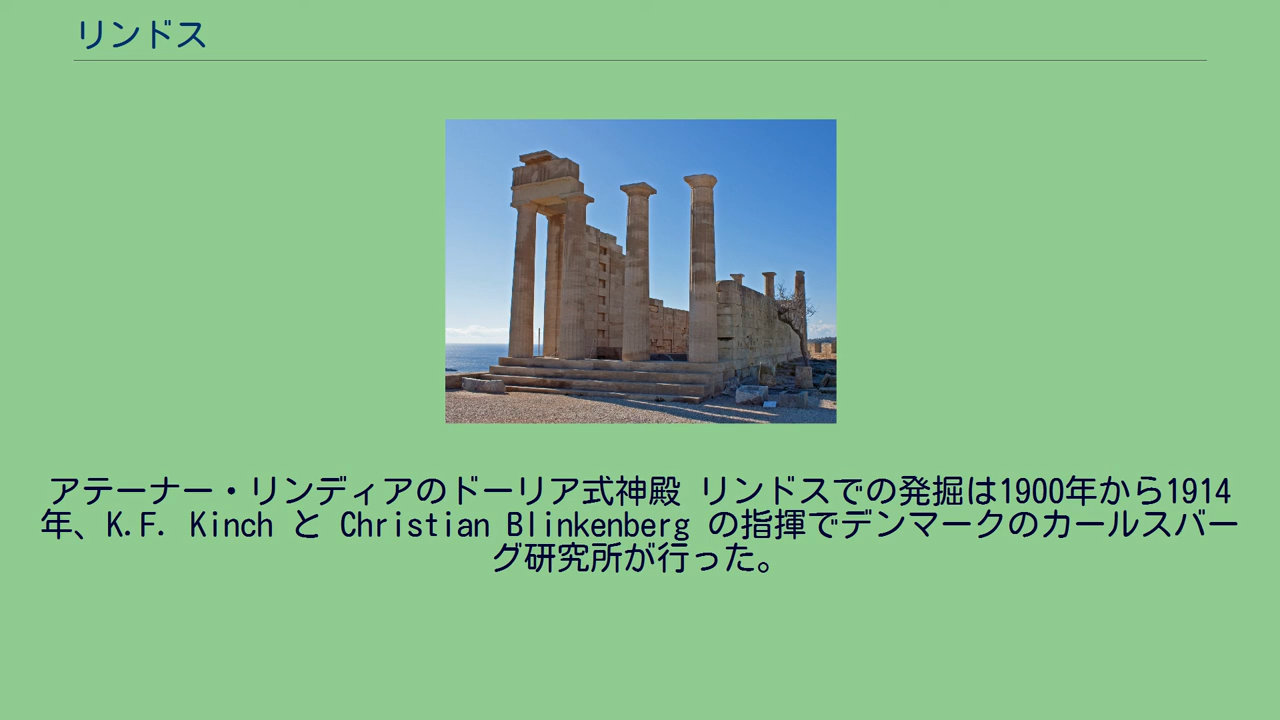 リンドス
アテーナー・リンディアのドーリア式神殿 リンドスでの発掘は1900年から1914
年、K.F. Kinch と Christian Blinkenberg の指揮でデンマークのカールスバー
グ研究所が行った。